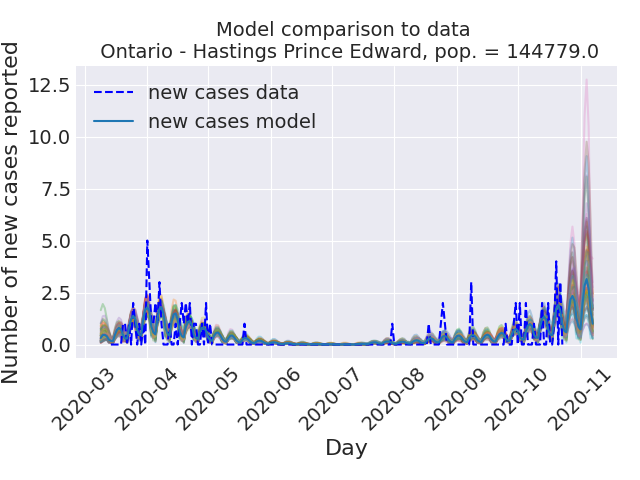 Model comparison to data
Ontario - Hastings Prince Edward, pop. = 144779.0
Number of new cases reported
12.5
10.0
7.5
5.0
2.5
0.0
new cases data
new cases model
2020-03
2020-04
2020-05
2020-06
2020-07
2020-08
2020-09
2020-10
2020-11
Day